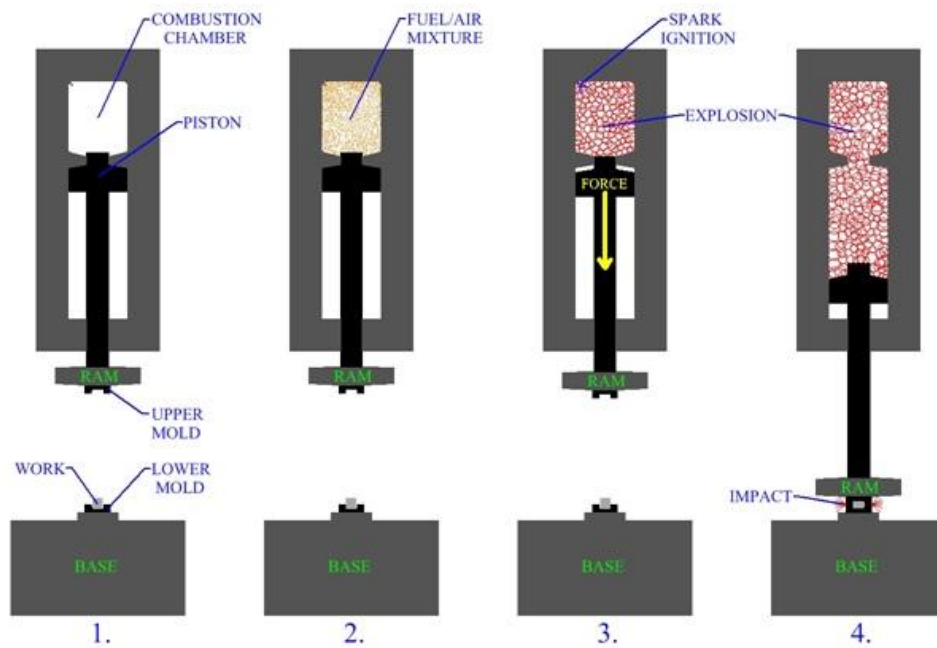 COMBUSTION
CHAMBER
FUEL/AIR
MIXTURE
SPARK
IGNITION
PISTON
EXPLOSION
FORCE
RAM
RAM
RAM
UPPER
MOLD
WORK
LOWER
MOLD
RAM
IMPACT
BASE
BASE
BASE
BASE
1.
2.
3.
4.